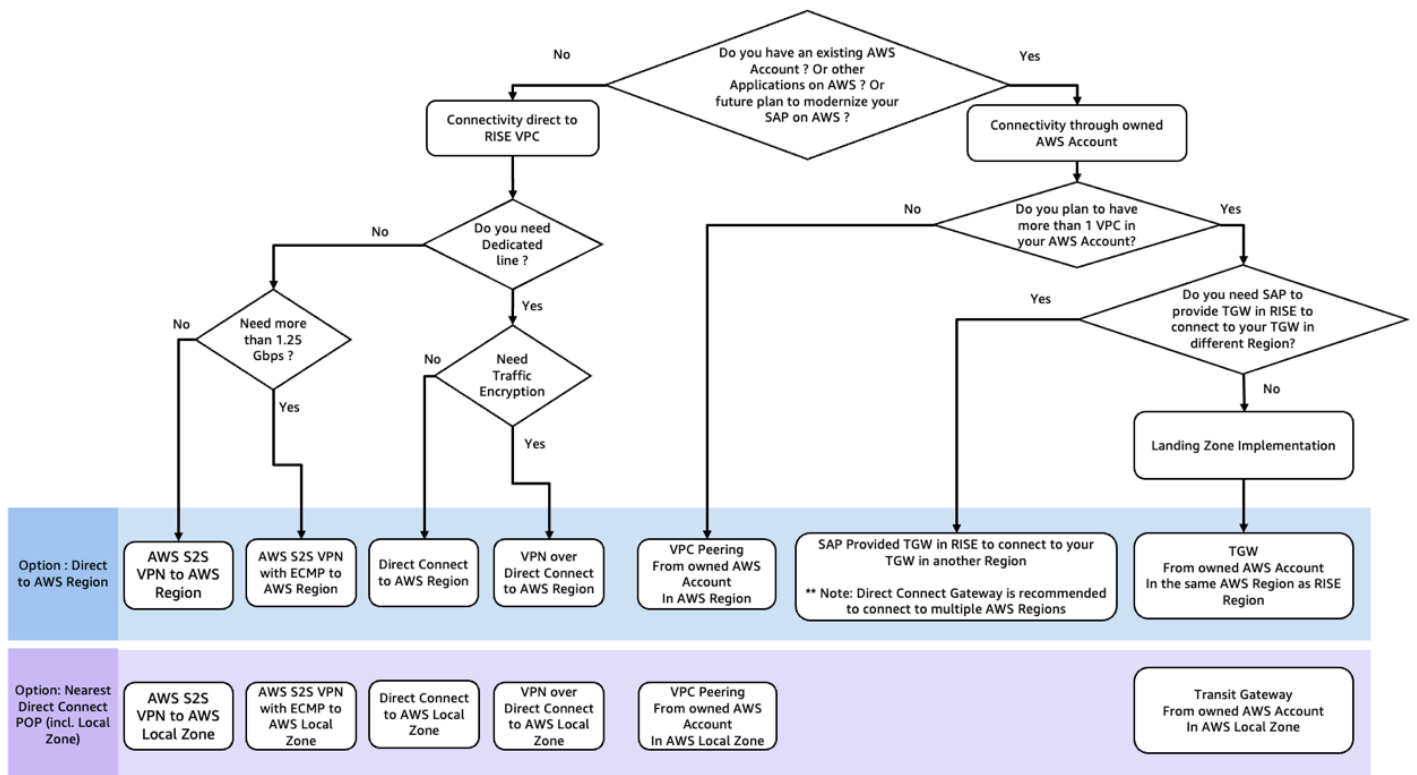 No
Do you have an existing AWS
Account ? Or other
Applications on AWS ? Or
future plan to modernize your
SAP on AWS ?
Yes
Connectivity direct to
RISE VPC
Connectivity through owned
AWS Account
No
Do you need
Dedicated
line ?
No
Do you plan to have
more than 1 VPC in
your AWS Account?
Yes
No
Need more
than 1.25
Gbps ?
Yes
Yes
No
Need
Traffic
Encryption
Yes
Yes
Do you need SAP to
provide TGW in RISE to
connect to your TGW in
different Region?
No
Landing Zone Implementation
Option : Direct
to AWS Region
AWS S2S
VPN to AWS
Region
AWS S2S VPN
with ECMP to
AWS Region
Direct Connect
to AWS Region
VPN over
Direct Connect
to AWS Region
VPC Peering
From owned AWS
Account
In AWS Region
SAP Provided TGW in RISE to connect to your
TGW in another Region
** Note: Direct Connect Gateway is recommended
to connect to multiple AWS Regions
TGW
From owned AWS Account
In the same AWS Region as RISE
Region
Option: Nearest
Direct Connect
POP (incl. Local
Zone)
AWS S2S
VPN to AWS
Local Zone
AWS S2S VPN
with ECMP to
AWS Local
Zone
Direct Connect
to AWS Local
Zone
VPN over
Direct Connect
to AWS Local
Zone
VPC Peering
From owned AWS
Account
In AWS Local Zone
Transit Gateway
From owned AWS Account
In AWS Local Zone